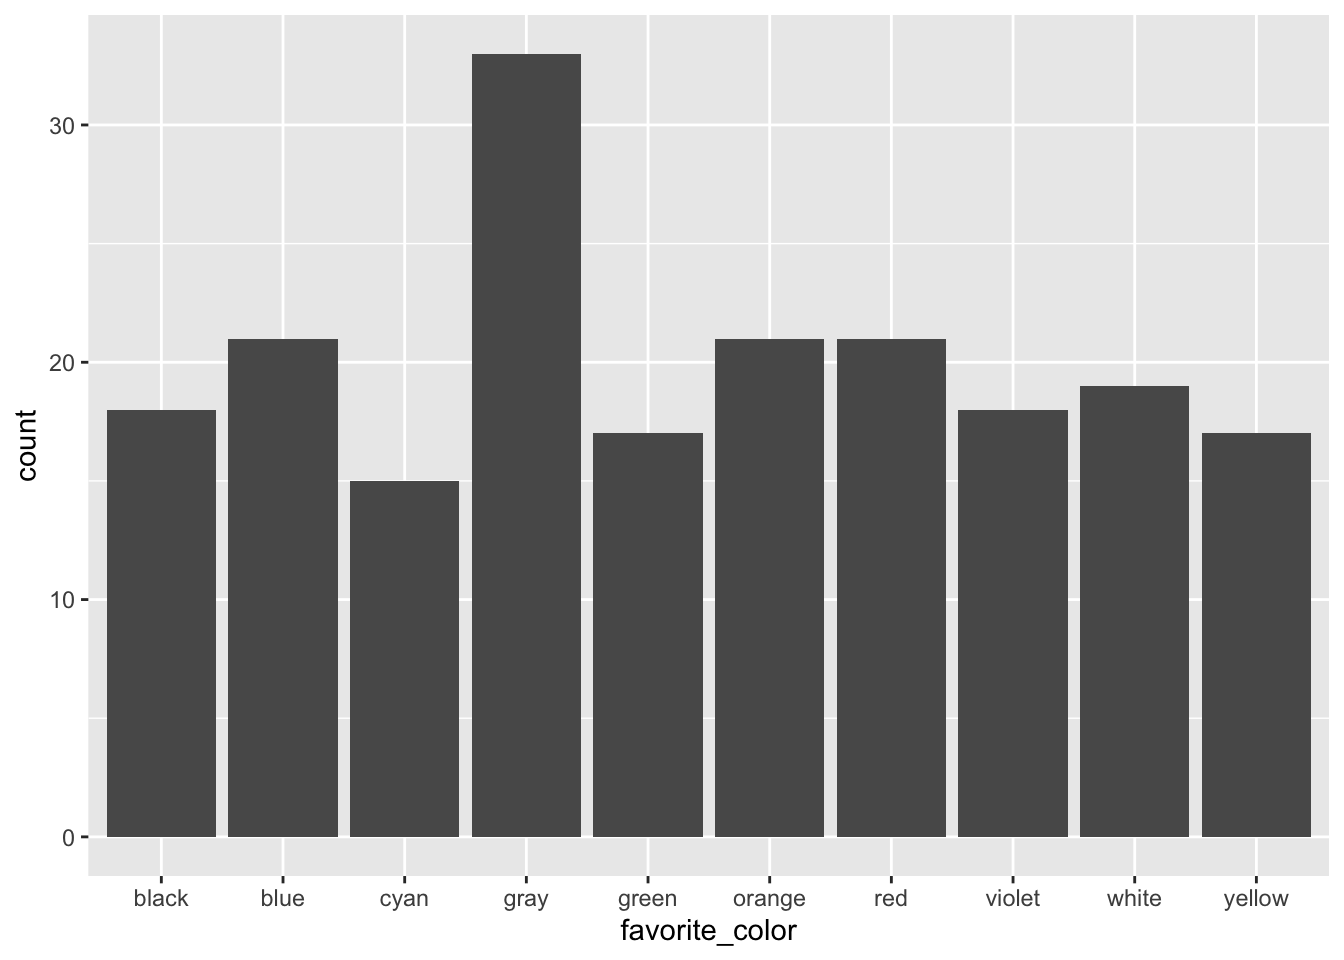 count
30
20
10
0
black blue cyan gray green orange red violet white yellow
favorite_color